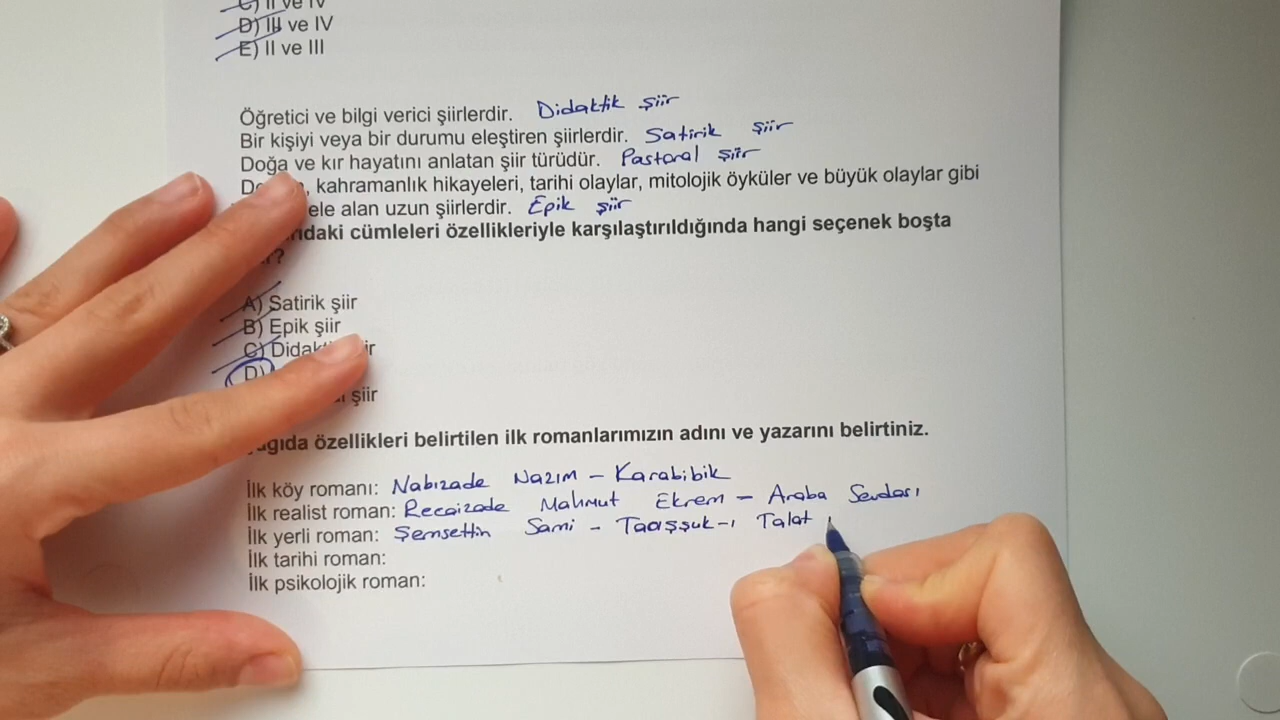 C) II ve IV
D) III ve IV
E) II ve III
Öğretici ve bilgi verici şiirlerdir. Didaktik şiir
Bir kişiyi veya bir durumu eleştiren şiirlerdir. Satirik şiir
Doğa ve kır hayatını anlatan şiir türüdür. Pastoral şiir
kahramanlık hikayeleri, tarihi olaylar, mitolojik öyküler ve büyük olaylar gibi
ele alan uzun şiirlerdir. Epik şiir
cümleleri özellikleriyle karşılaştırıldığında hangi seçenek boşta
A) Satirik şiir
B) Epik şiir
C)
D)
şiir
özellikleri belirtilen ilk romanlarımızın adını ve yazarını belirtiniz.
İlk köy romanı: Nabızade Nazım – Karabibik
İlk realist roman: Recaizade Mahmut Ekrem – Araba Sevdası
İlk yerli roman: Şemsettin Sami – Taaşşuk-ı Talat
İlk tarihi roman:
İlk psikolojik roman: